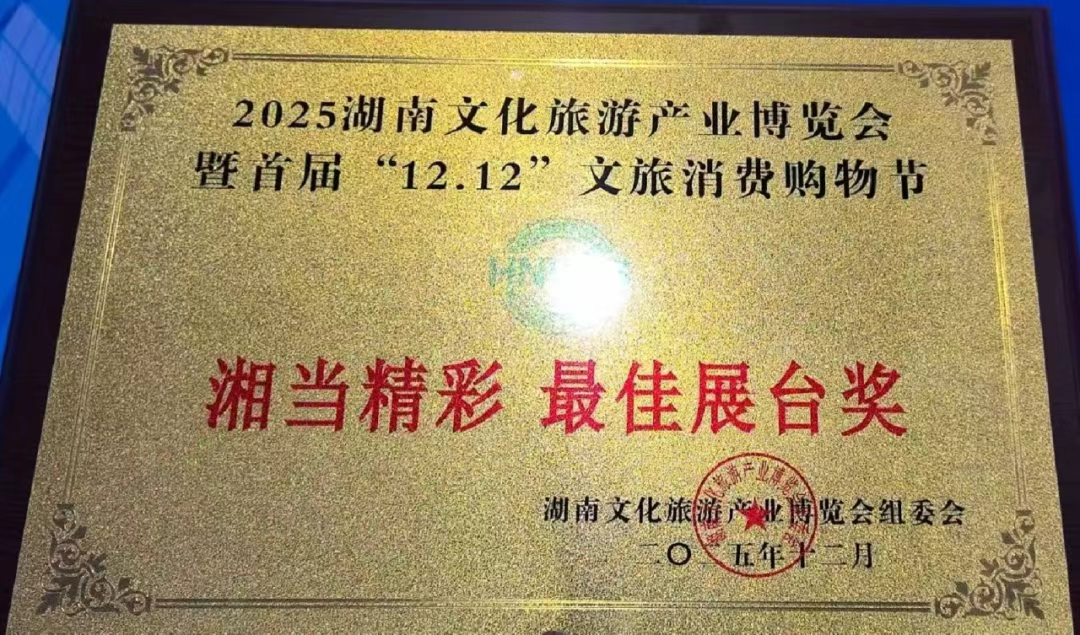 2025湖南文化旅游产业博览会
暨首届“12.12”文旅消费购物节
HN
湘当精彩 最佳展台奖
湖南文化旅游产业博览会组委会
二〇二五年十二月